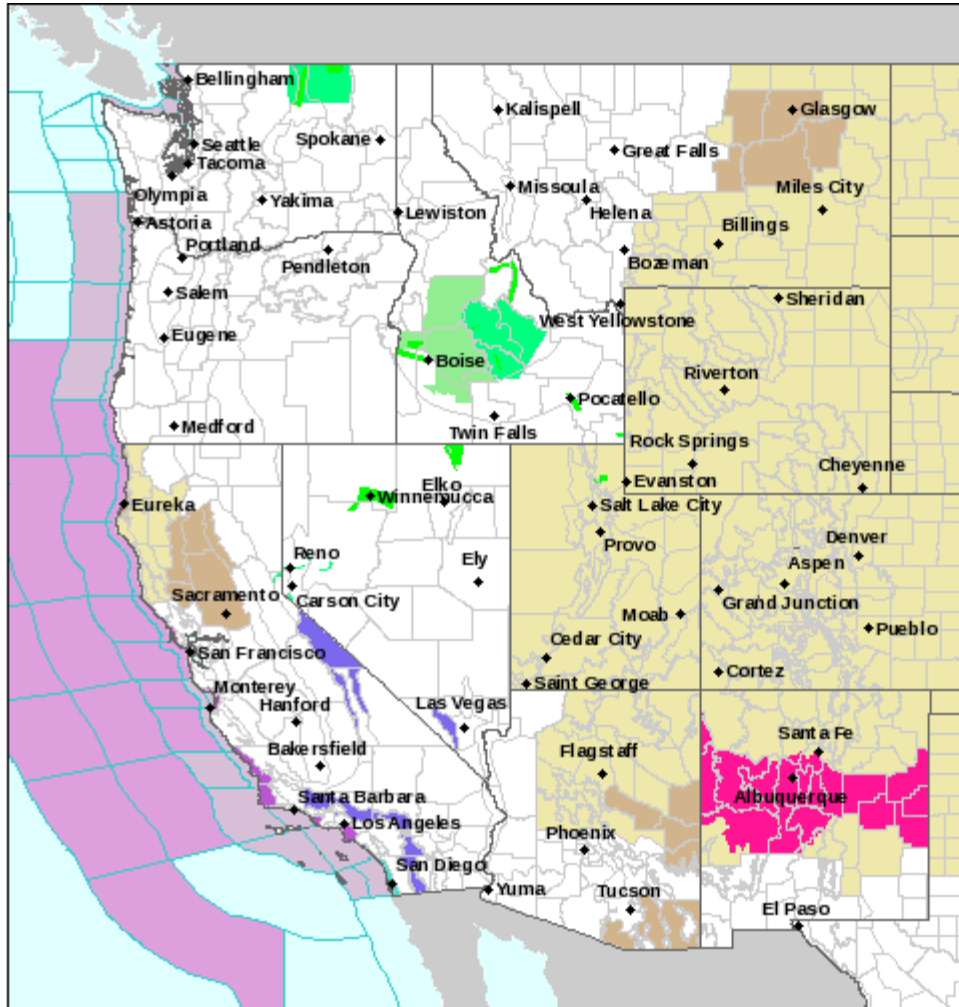 Bellingham
Kalispell
Glasgow
Seattle
Spokane
Great Falls
Tacoma
Olympia
Missoula
Miles City
Yakima
Lewiston
Helena
Astoria
Billings
Portland
Pendleton
Bozeman
Salem
Sheridan
West Yellowstone
Eugene
Boise
Riverton
Pocatello
Medford
Twin Falls
Rock Springs
Cheyenne
Elko
Evanston
Eureka
Winnemucca
Salt Lake City
Provo
Denver
Reno
Ely
Aspen
Sacramento
Carson City
Grand Junction
Moab
Pueblo
San Francisco
Cedar City
Cortez
Saint George
Monterey
Hanford
Las Vegas
Santa Fe
Bakersfield
Flagstaff
Albuquerque
Santa Barbara
Los Angeles
Phoenix
San Diego
Yuma
Tucson
El Paso